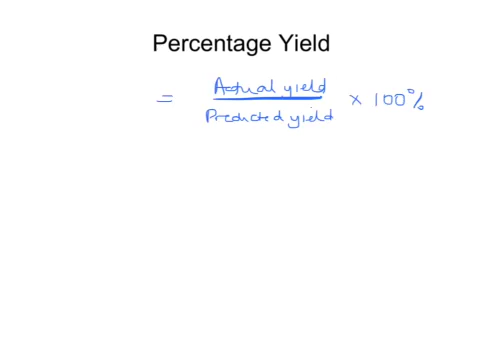 Percentage Yield
= Actual yield / Predicted yield × 100%